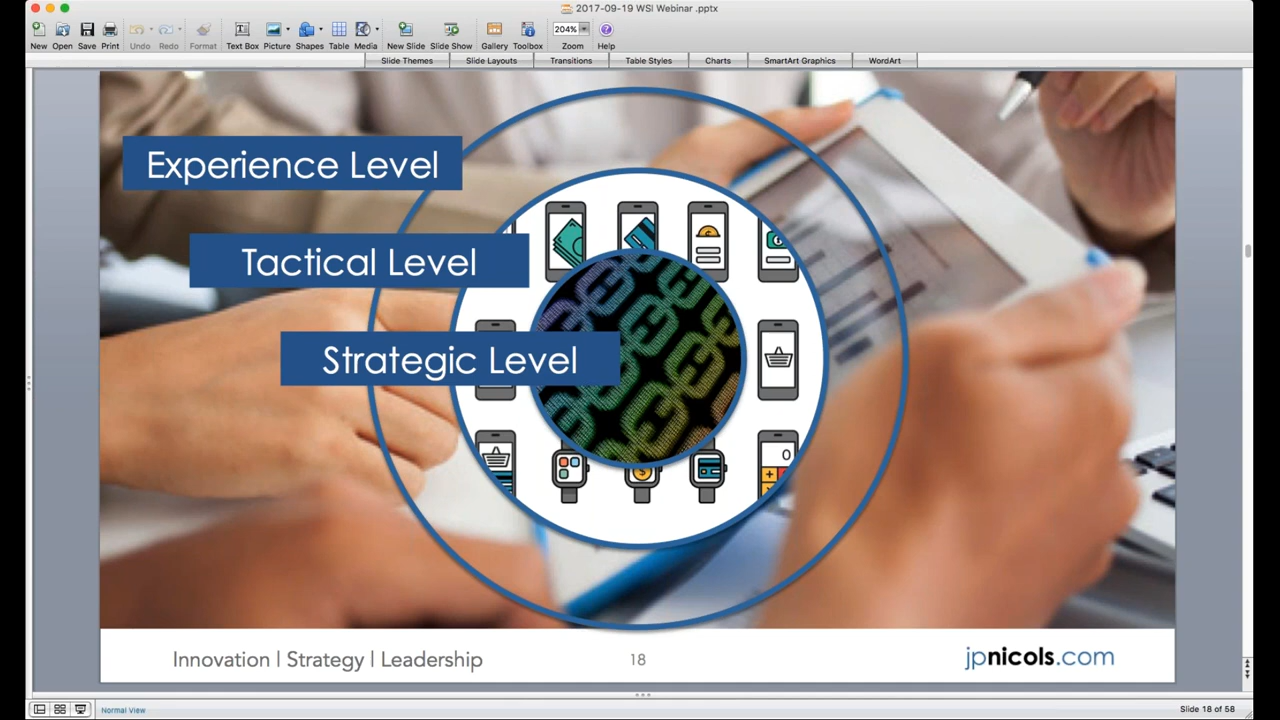 2017-09-19 WSI Webinar .pptx
New Open Save Print Undo Redo Format Text Box Picture Shapes Table Media New Slide Slide Show Gallery Toolbox 204% Zoom Help
Slide Themes Slide Layouts Transitions Table Styles Charts SmartArt Graphics WordArt
Experience Level
Tactical Level
Strategic Level
Innovation | Strategy | Leadership 18 jpnicols.com
Normal View Slide 18 of 58